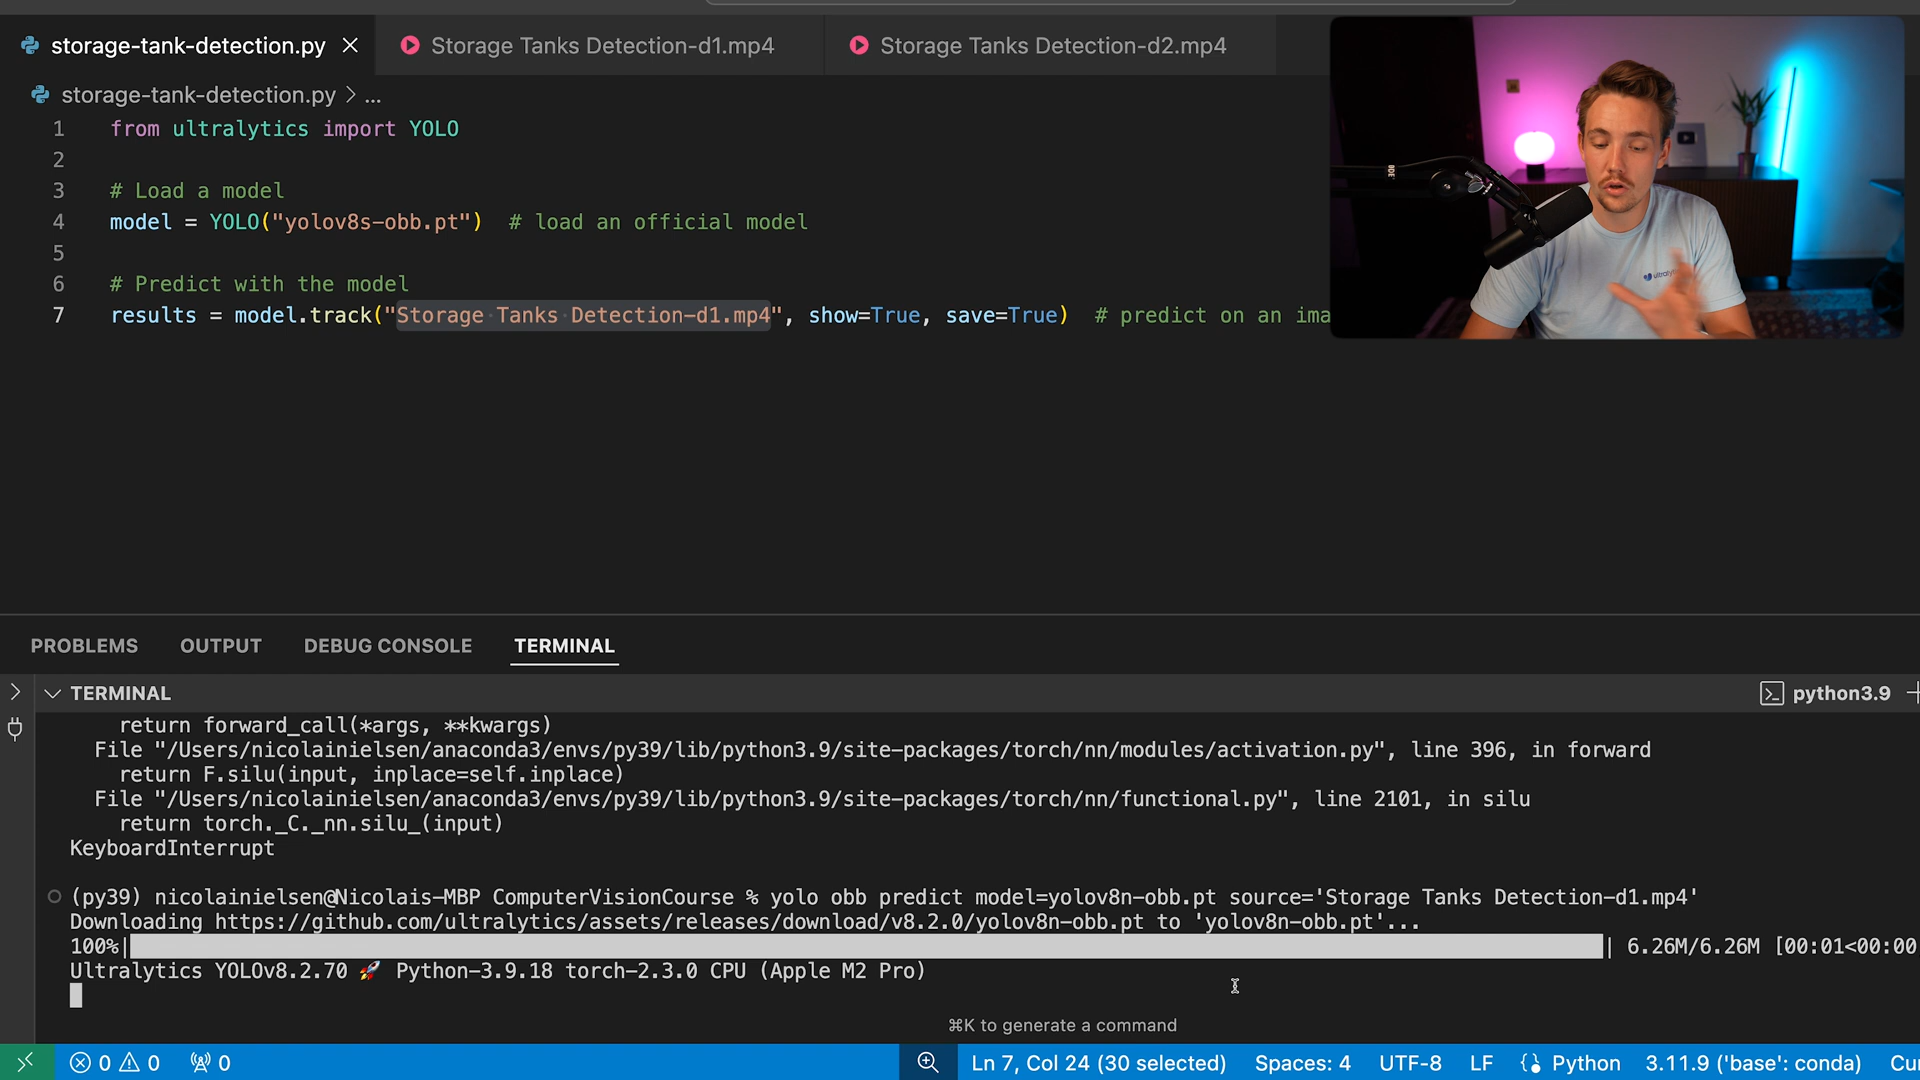 storage-tank-detection.py
Storage Tanks Detection-d1.mp4
Storage Tanks Detection-d2.mp4
storage-tank-detection.py > ...
1 from ultralytics import YOLO
2
3 # Load a model
4 model = YOLO("yolov8s-obb.pt")  # load an official model
5
6 # Predict with the model
7 results = model.track("Storage Tanks Detection-d1.mp4", show=True, save=True)  # predict on an ima
PROBLEMS
OUTPUT
DEBUG CONSOLE
TERMINAL
TERMINAL
python3.9
return forward_call(*args, **kwargs)
File "/Users/nicolainielsen/anaconda3/envs/py39/lib/python3.9/site-packages/torch/nn/modules/activation.py", line 396, in forward
return F.silu(input, inplace=self.inplace)
File "/Users/nicolainielsen/anaconda3/envs/py39/lib/python3.9/site-packages/torch/nn/functional.py", line 2101, in silu
return torch._C._nn.silu_(input)
KeyboardInterrupt
(py39) nicolainielsen@Nicolais-MBP ComputerVisionCourse % yolo obb predict model=yolov8n-obb.pt source='Storage Tanks Detection-d1.mp4'
Downloading https://github.com/ultralytics/assets/releases/download/v8.2.0/yolov8n-obb.pt to 'yolov8n-obb.pt'...
100%| | 6.26M/6.26M [00:01<00:00
Ultralytics YOLOv8.2.70 🚀 Python-3.9.18 torch-2.3.0 CPU (Apple M2 Pro)
⌘K to generate a command
0 0 0
Ln 7, Col 24 (30 selected)
Spaces: 4
UTF-8
LF
Python
3.11.9 ('base': conda)